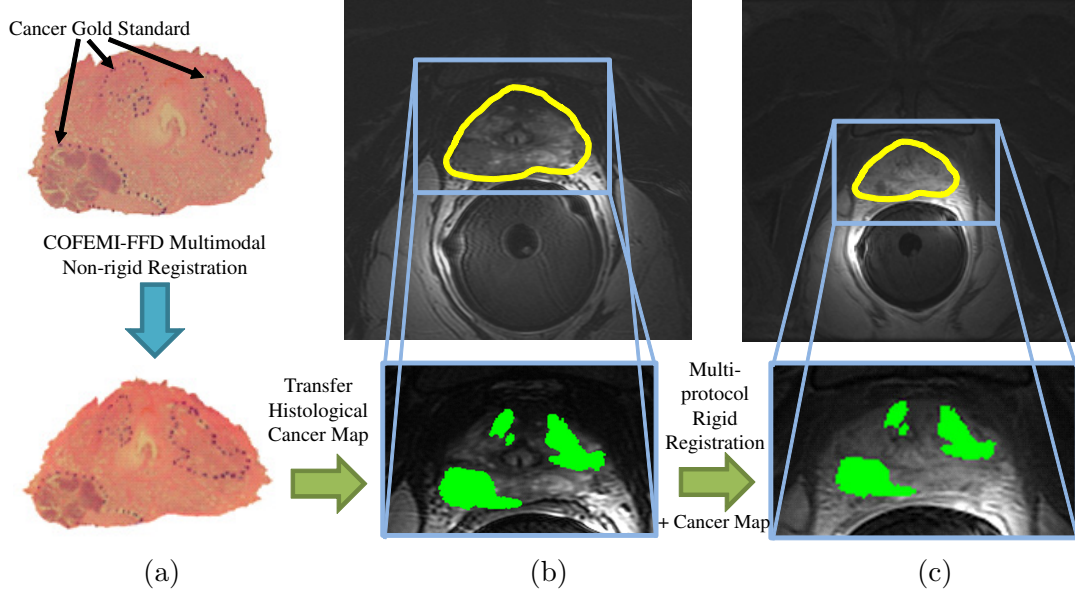 Cancer Gold Standard
COFEMI-FFD Multimodal
Non-rigid Registration
Transfer
Histological
Cancer Map
Multi-
protocol
Rigid
Registration
+ Cancer Map
(a)
(b)
(c)